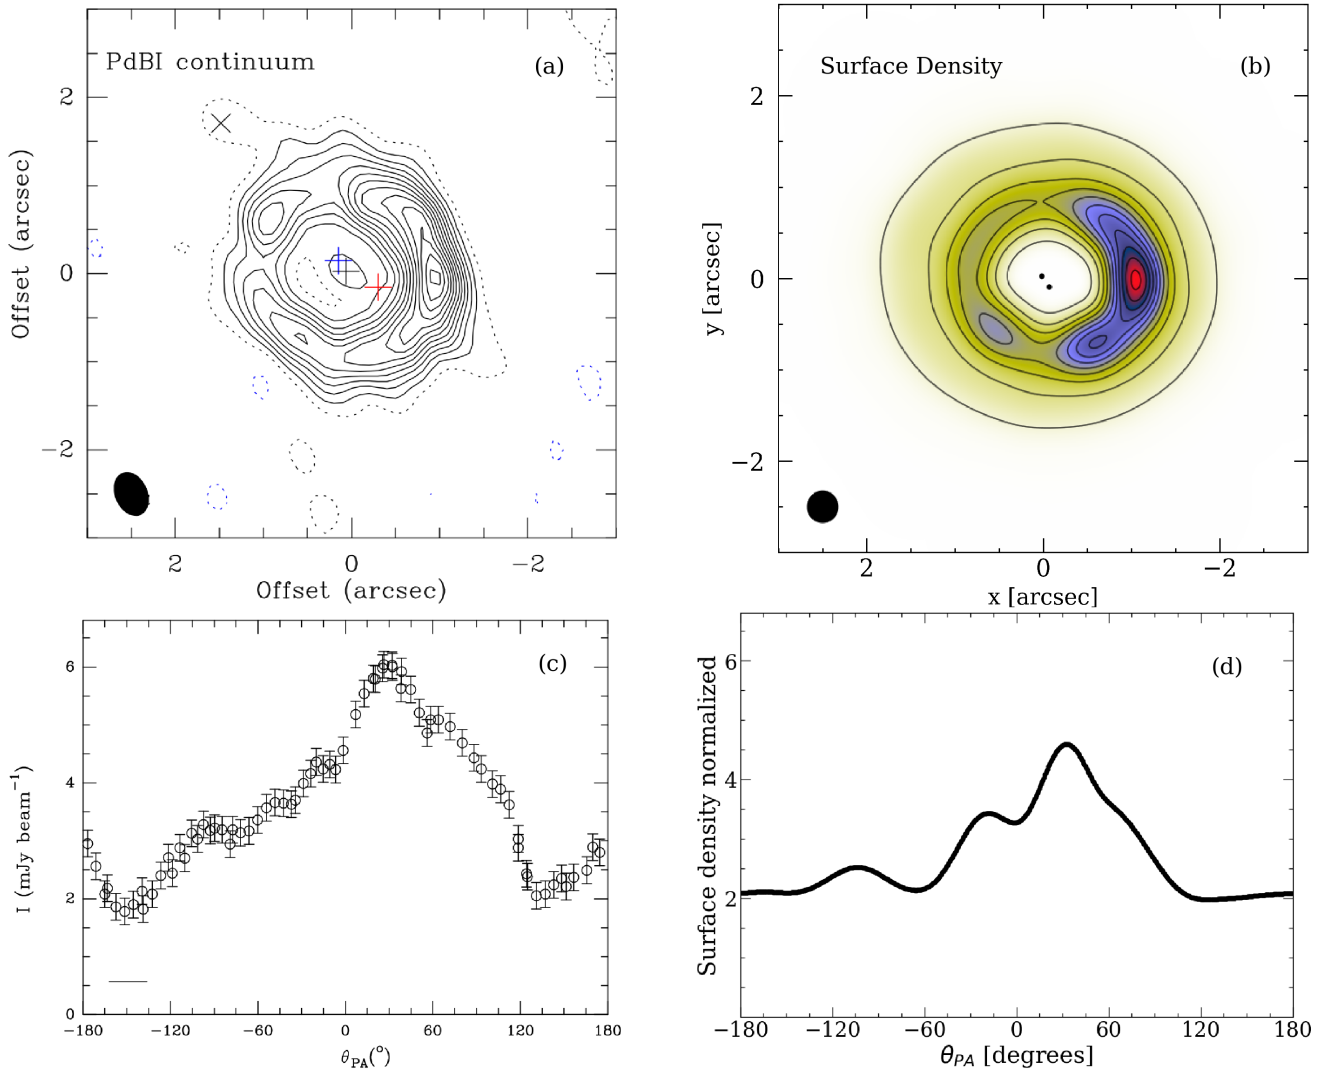 PdBI continuum
(a)
2
0
−2
Offset (arcsec)
2
0
−2
Offset (arcsec)
Surface Density
(b)
2
0
−2
y [arcsec]
2
0
−2
x [arcsec]
(c)
6
4
2
0
I (mJy beam⁻¹)
−180
−120
−60
0
60
120
180
θPA(°)
(d)
6
4
2
Surface density normalized
−180
−120
−60
0
60
120
180
θPA [degrees]